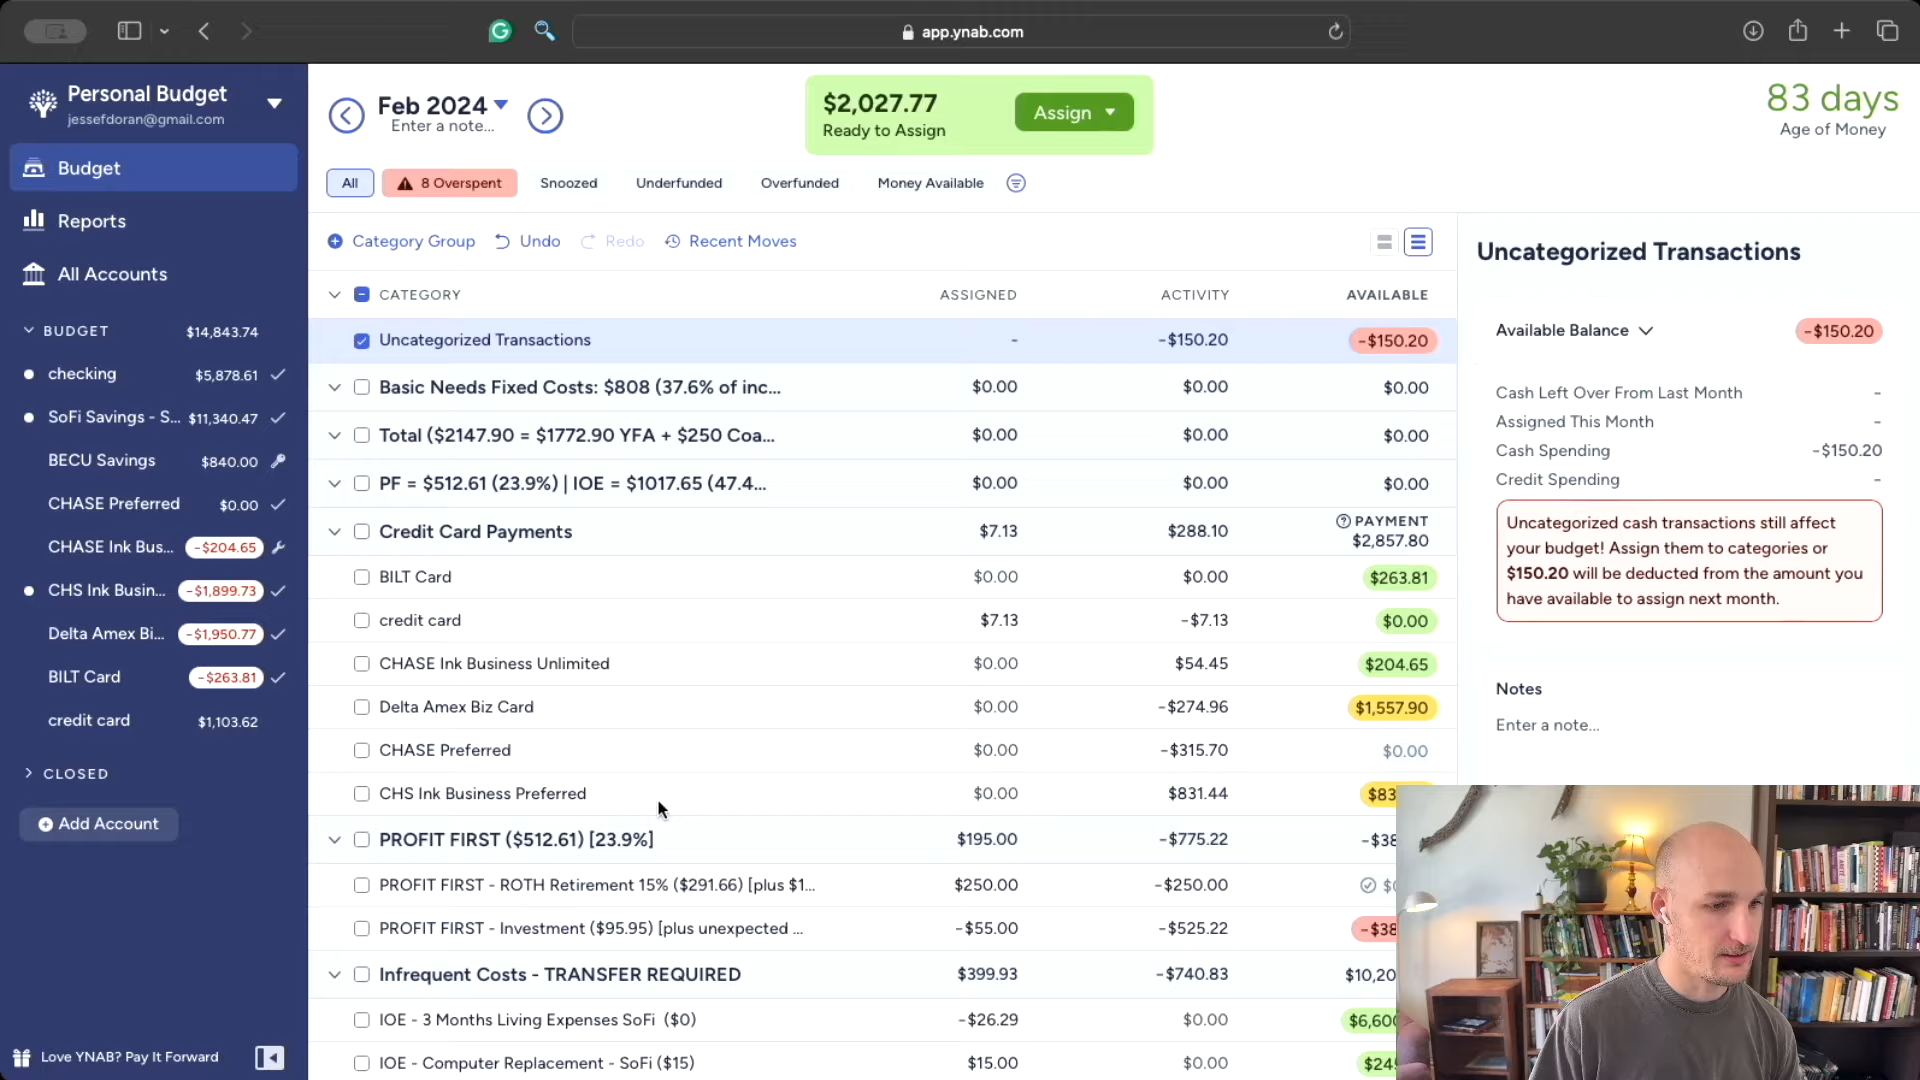 app.ynab.com
Personal Budget
jessefdoran@gmail.com
Budget
Reports
All Accounts
BUDGET $14,843.74
checking $5,878.61
SoFi Savings - S... $11,340.47
BECU Savings $840.00
CHASE Preferred $0.00
CHASE Ink Bus... -$204.65
CHS Ink Busin... -$1,899.73
Delta Amex Bi... -$1,950.77
BILT Card -$263.81
credit card $1,103.62
CLOSED
Add Account
Love YNAB? Pay It Forward
Feb 2024
Enter a note...
$2,027.77
Ready to Assign
Assign
83 days
Age of Money
All 8 Overspent Snoozed Underfunded Overfunded Money Available
Category Group Undo Redo Recent Moves
CATEGORY ASSIGNED ACTIVITY AVAILABLE
Uncategorized Transactions - -$150.20 -$150.20
Basic Needs Fixed Costs: $808 (37.6% of inc... $0.00 $0.00 $0.00
Total ($2147.90 = $1772.90 YFA + $250 Coa... $0.00 $0.00 $0.00
PF = $512.61 (23.9%) | IOE = $1017.65 (47.4... $0.00 $0.00 $0.00
PAYMENT
Credit Card Payments $7.13 $288.10 $2,857.80
BILT Card $0.00 $0.00 $263.81
credit card $7.13 -$7.13 $0.00
CHASE Ink Business Unlimited $0.00 $54.45 $204.65
Delta Amex Biz Card $0.00 -$274.96 $1,557.90
CHASE Preferred $0.00 -$315.70 $0.00
CHS Ink Business Preferred $0.00 $831.44 $83
PROFIT FIRST ($512.61) [23.9%] $195.00 -$775.22 -$38
PROFIT FIRST - ROTH Retirement 15% ($291.66) [plus $1... $250.00 -$250.00 $0
PROFIT FIRST - Investment ($95.95) [plus unexpected ... -$55.00 -$525.22 -$38
Infrequent Costs - TRANSFER REQUIRED $399.93 -$740.83 $10,20
IOE - 3 Months Living Expenses SoFi ($0) -$26.29 $0.00 $6,600
IOE - Computer Replacement - SoFi ($15) $15.00 $0.00 $24
Uncategorized Transactions
Available Balance -$150.20
Cash Left Over From Last Month -
Assigned This Month -
Cash Spending -$150.20
Credit Spending -
Uncategorized cash transactions still affect
your budget! Assign them to categories or
$150.20 will be deducted from the amount you
have available to assign next month.
Notes
Enter a note...